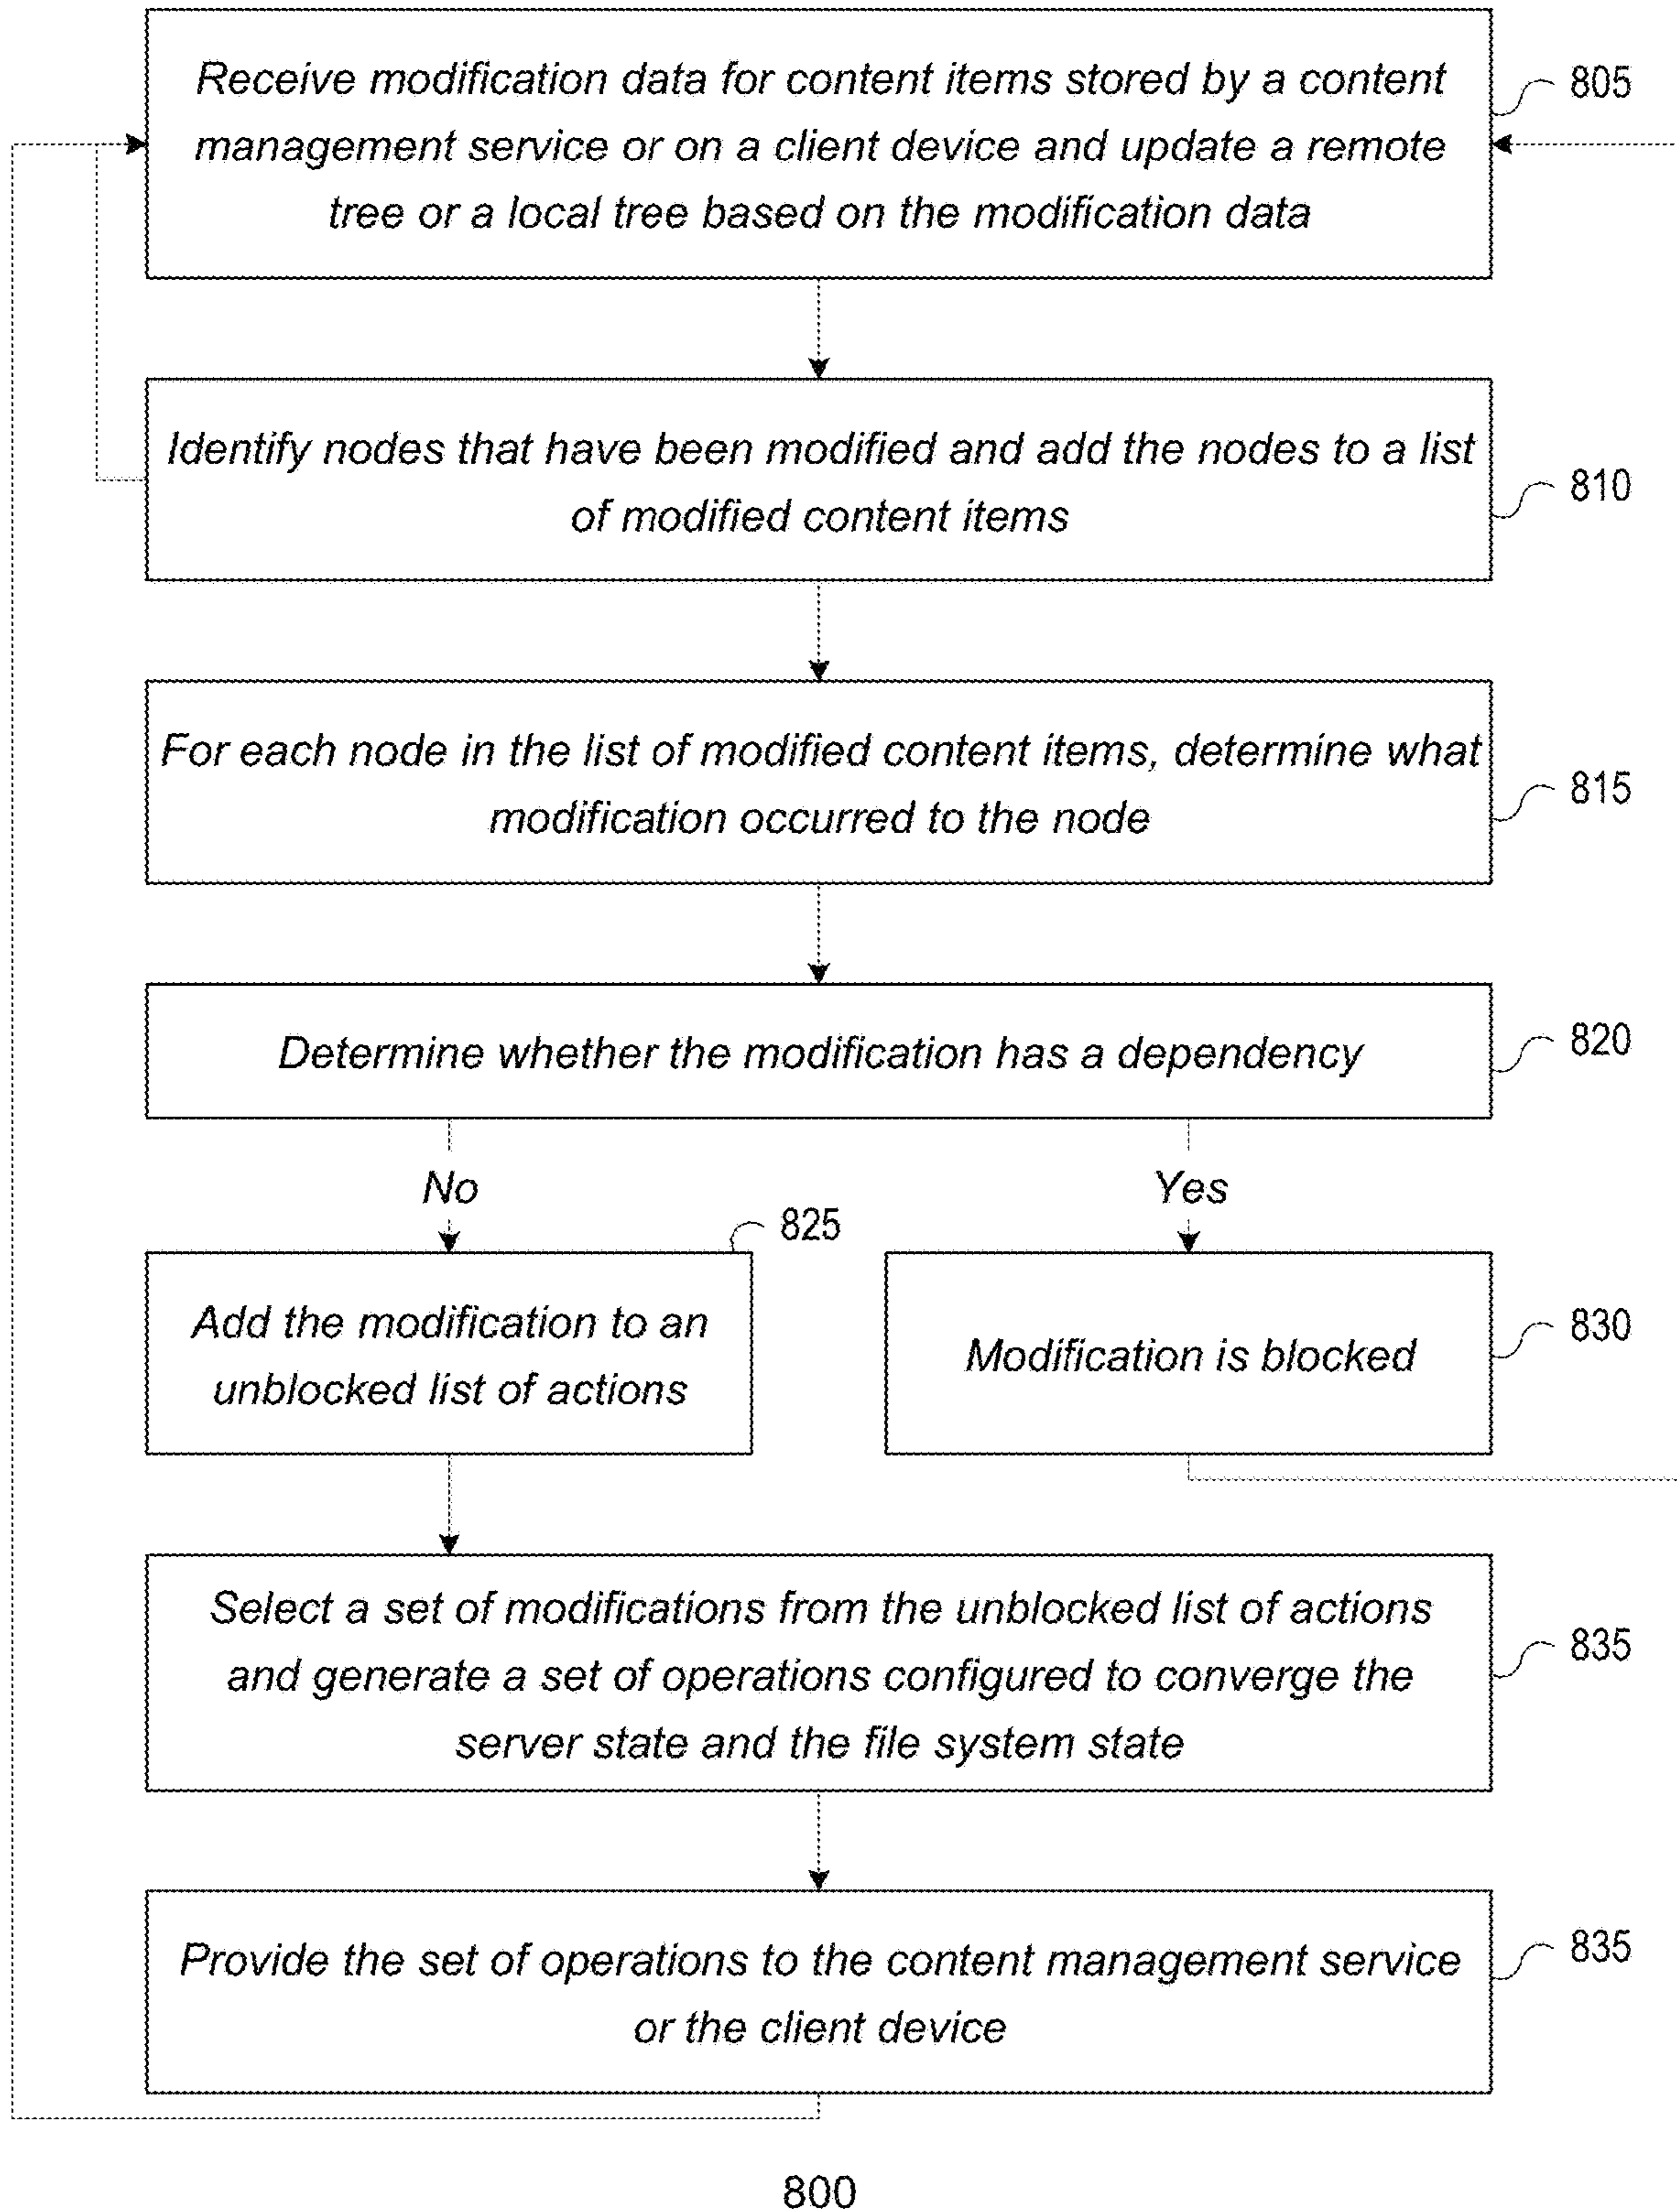 Receive modification data for content items stored by a content
management service or on a client device and update a remote
tree or a local tree based on the modification data
805
Identify nodes that have been modified and add the nodes to a list
of modified content items
810
For each node in the list of modified content items, determine what
modification occurred to the node
815
Determine whether the modification has a dependency
820
No
Yes
825
Add the modification to an
unblocked list of actions
Modification is blocked
830
Select a set of modifications from the unblocked list of actions
and generate a set of operations configured to converge the
server state and the file system state
835
Provide the set of operations to the content management service
or the client device
835
800